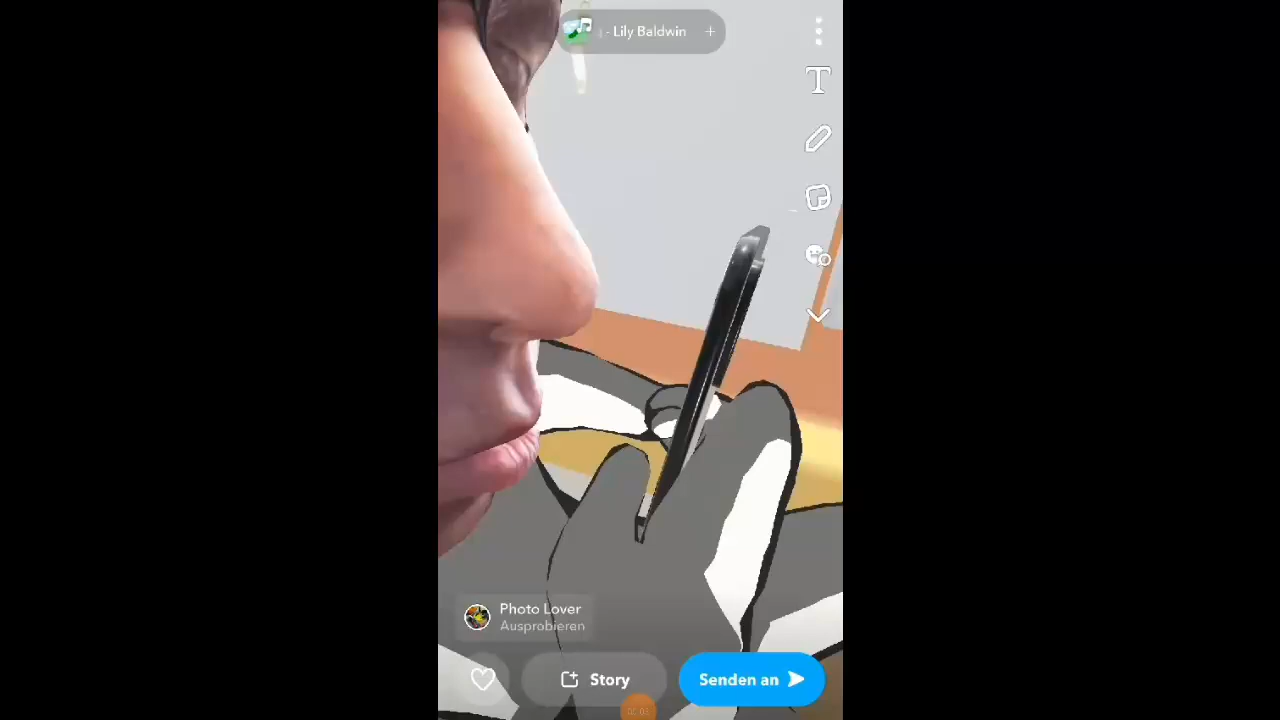 - Lily Baldwin +
T
Photo Lover
Ausprobieren
Story
Senden an